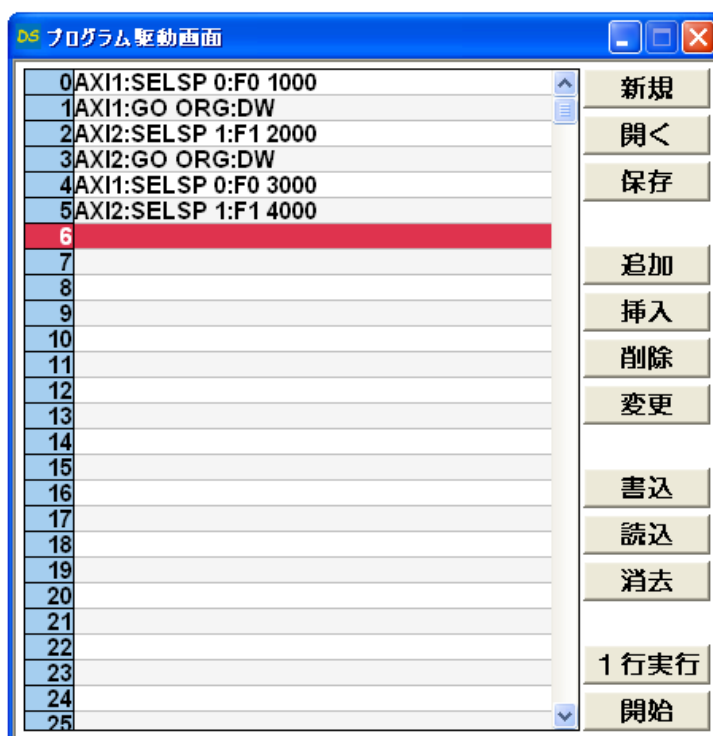 DS プログラム駆動画面
0 AXI1:SELSP 0:F0 1000
1 AXI1:GO ORG:DW
2 AXI2:SELSP 1:F1 2000
3 AXI2:GO ORG:DW
4 AXI1:SELSP 0:F0 3000
5 AXI2:SELSP 1:F1 4000
6
7
8
9
10
11
12
13
14
15
16
17
18
19
20
21
22
23
24
25
新規
開く
保存
追加
挿入
削除
変更
書込
読込
消去
1行実行
開始